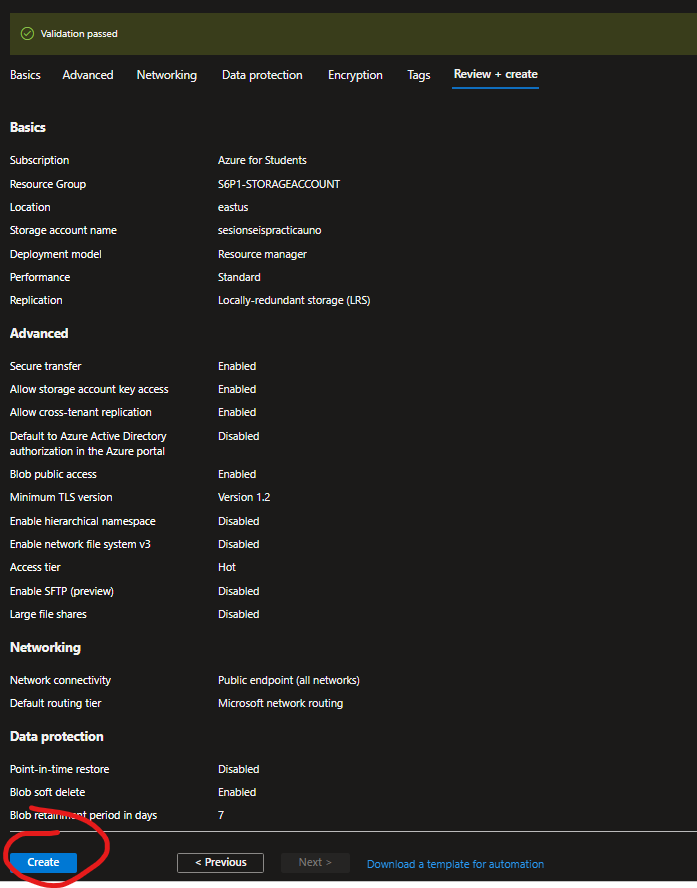 Validation passed
Basics Advanced Networking Data protection Encryption Tags Review + create
Basics
Subscription Azure for Students
Resource Group S6P1-STORAGEACCOUNT
Location eastus
Storage account name sesionseispracticauno
Deployment model Resource manager
Performance Standard
Replication Locally-redundant storage (LRS)
Advanced
Secure transfer Enabled
Allow storage account key access Enabled
Allow cross-tenant replication Enabled
Default to Azure Active Directory Disabled
authorization in the Azure portal
Blob public access Enabled
Minimum TLS version Version 1.2
Enable hierarchical namespace Disabled
Enable network file system v3 Disabled
Access tier Hot
Enable SFTP (preview) Disabled
Large file shares Disabled
Networking
Network connectivity Public endpoint (all networks)
Default routing tier Microsoft network routing
Data protection
Point-in-time restore Disabled
Blob soft delete Enabled
Blob retainment period in days 7
Create < Previous Next > Download a template for automation